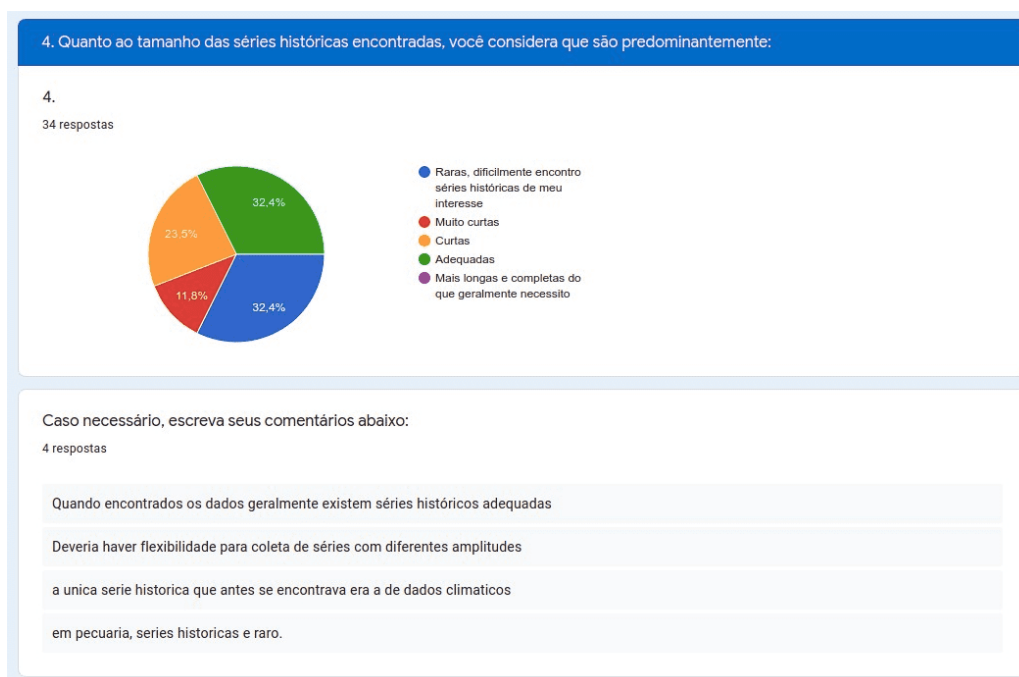 4. Quanto ao tamanho das séries históricas encontradas, você considera que são predominantemente:
4.
34 respostas
32,4%
23,5%
11,8%
32,4%
Raras, dificilmente encontro
séries históricas de meu
interesse
Muito curtas
Curtas
Adequadas
Mais longas e completas do
que geralmente necessito
Caso necessário, escreva seus comentários abaixo:
4 respostas
Quando encontrados os dados geralmente existem séries históricos adequadas
Deveria haver flexibilidade para coleta de séries com diferentes amplitudes
a unica serie historica que antes se encontrava era a de dados climaticos
em pecuaria, series historicas e raro.